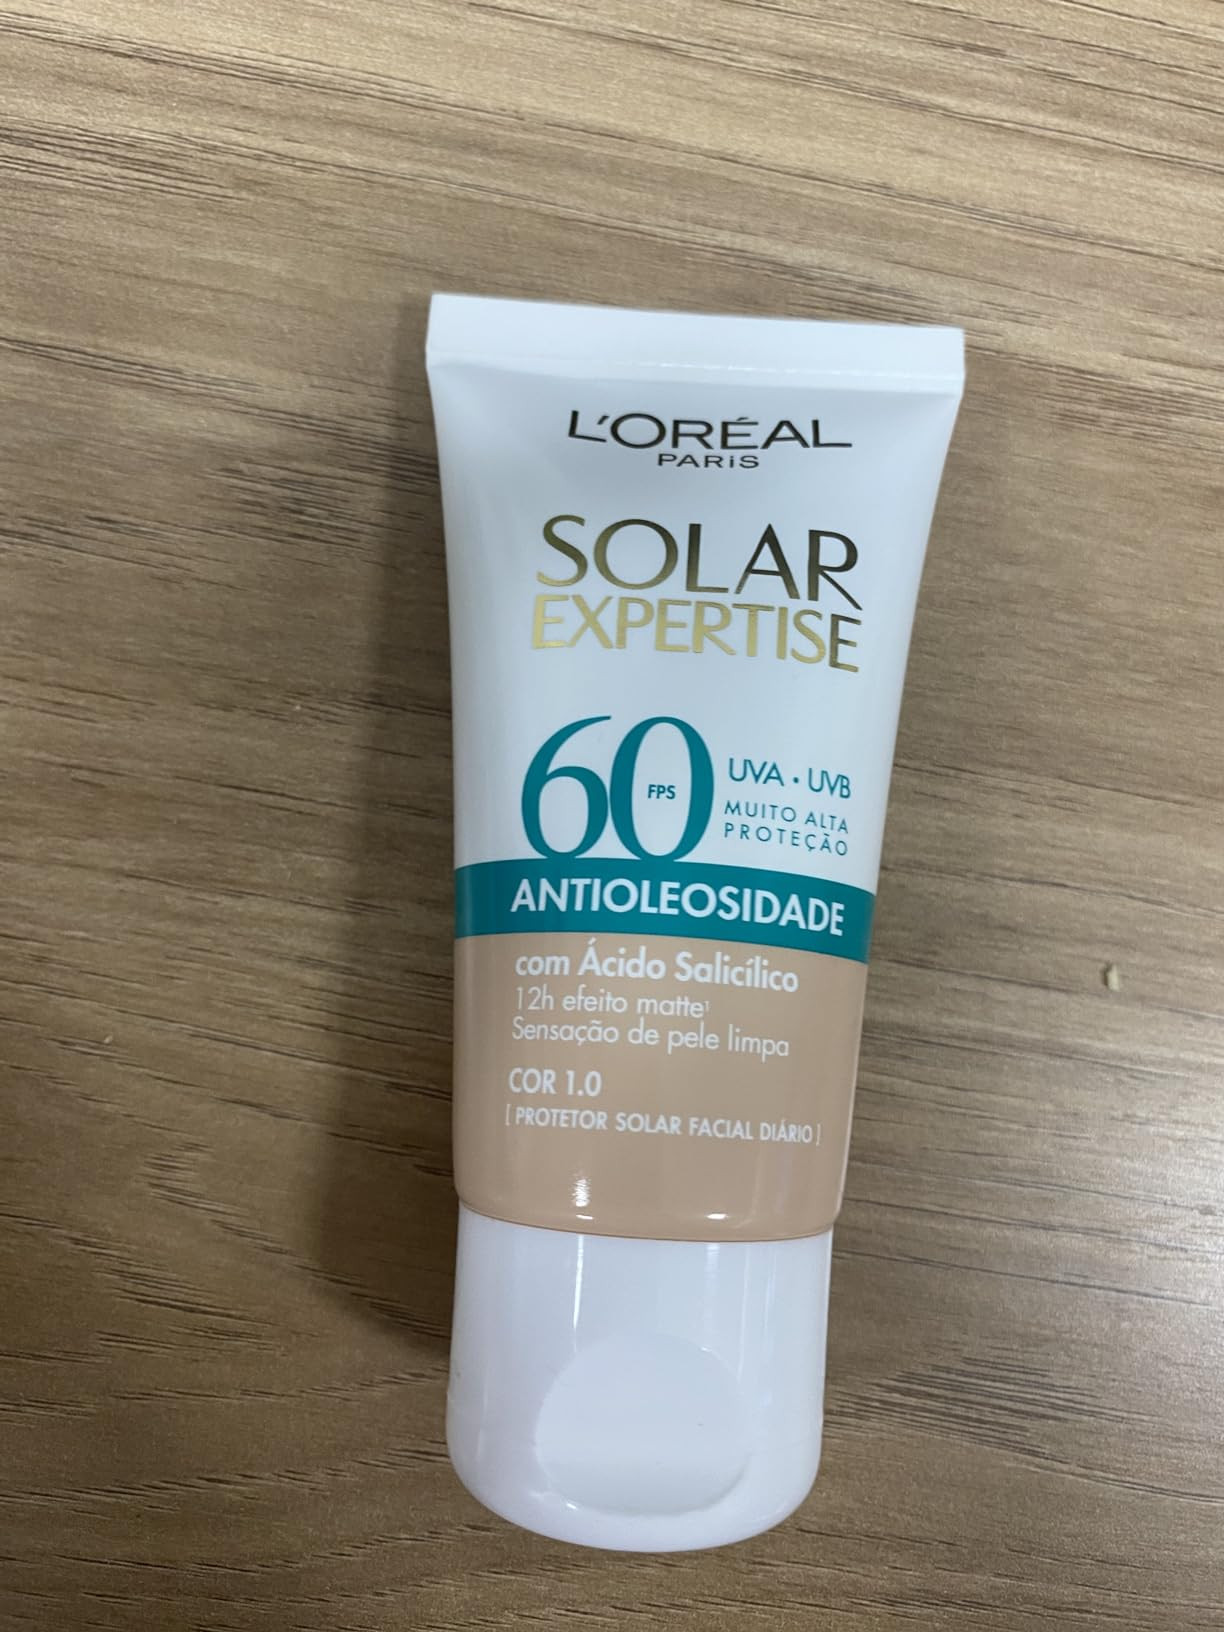 L'ORÉAL
PARiS
SOLAR
EXPERTISE
60
FPS
UVA • UVB
MUITO ALTA
PROTEÇÃO
ANTIOLEOSIDADE
com Ácido Salicílico
12h efeito matte¹
Sensação de pele limpa
COR 1.0
[ PROTETOR SOLAR FACIAL DIÁRIO ]